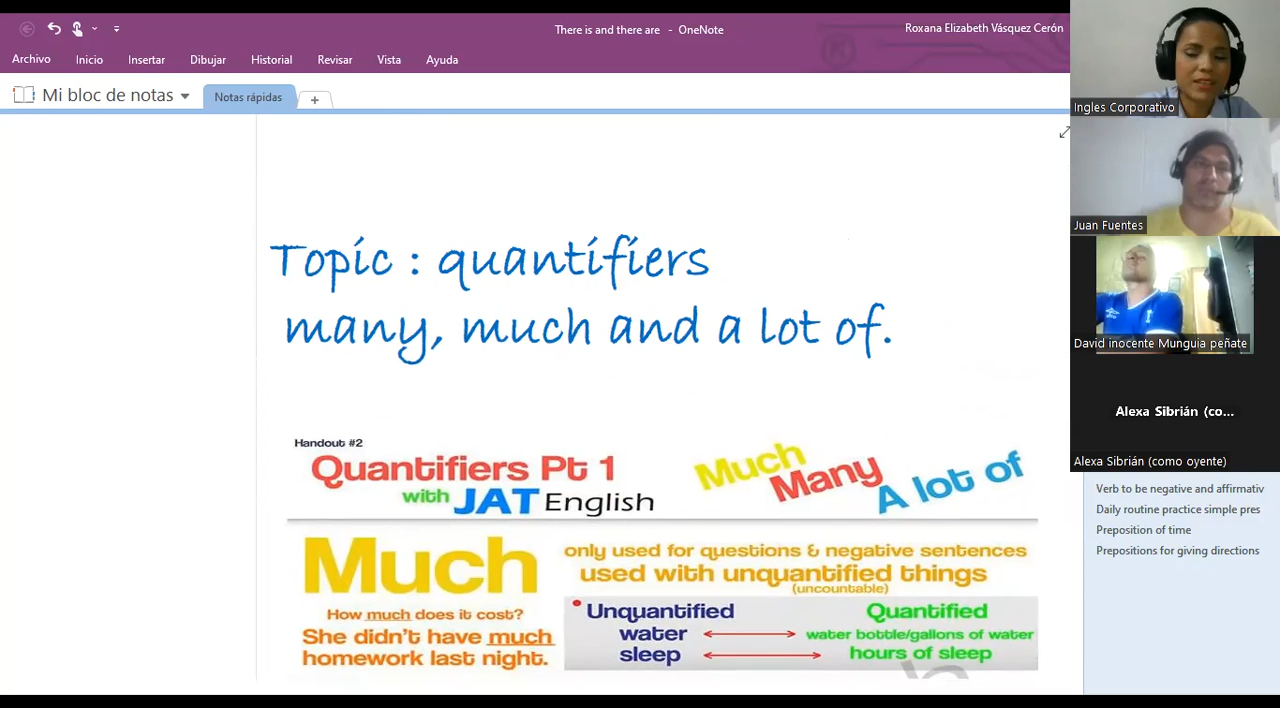 There is and there are - OneNote
Roxana Elizabeth Vásquez Cerón
Archivo Inicio Insertar Dibujar Historial Revisar Vista Ayuda
Mi bloc de notas
Notas rápidas
+
Topic : quantifiers
many, much and a lot of.
Handout #2
Quantifiers Pt 1
with JAT English
Much Many A lot of
Much
only used for questions & negative sentences
used with unquantified things
(uncountable)
How much does it cost?
She didn't have much
homework last night.
Unquantified Quantified
water water bottle/gallons of water
sleep hours of sleep
Ingles Corporativo
Juan Fuentes
David inocente Munguia peñate
Alexa Sibrián (co...
Alexa Sibrián (como oyente)
Verb to be negative and affirmativ
Daily routine practice simple pres
Preposition of time
Prepositions for giving directions